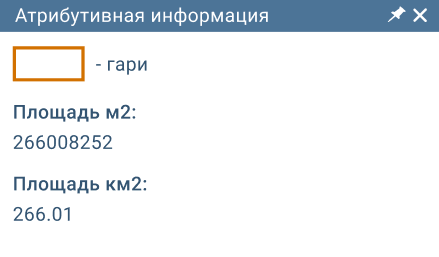 Атрибутивная информация
- гари
Площадь м2:
266008252
Площадь км2:
266.01